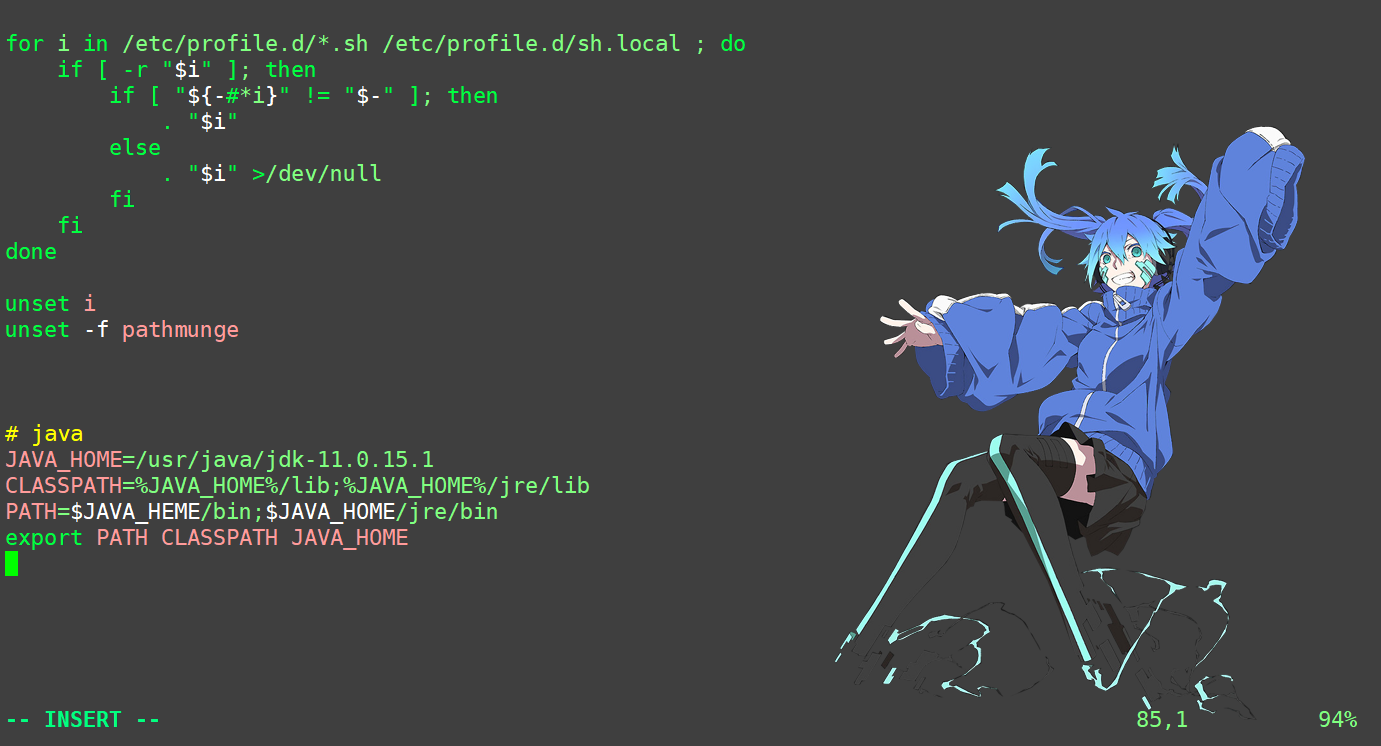 for i in /etc/profile.d/*.sh /etc/profile.d/sh.local ; do
    if [ -r "$i" ]; then
        if [ "${-#*i}" != "$-" ]; then
            . "$i"
        else
            . "$i" >/dev/null
        fi
    fi
done
unset i
unset -f pathmunge
# java
JAVA_HOME=/usr/java/jdk-11.0.15.1
CLASSPATH=%JAVA_HOME%/lib;%JAVA_HOME%/jre/lib
PATH=$JAVA_HEME/bin;$JAVA_HOME/jre/bin
export PATH CLASSPATH JAVA_HOME
-- INSERT -- 85,1 94%